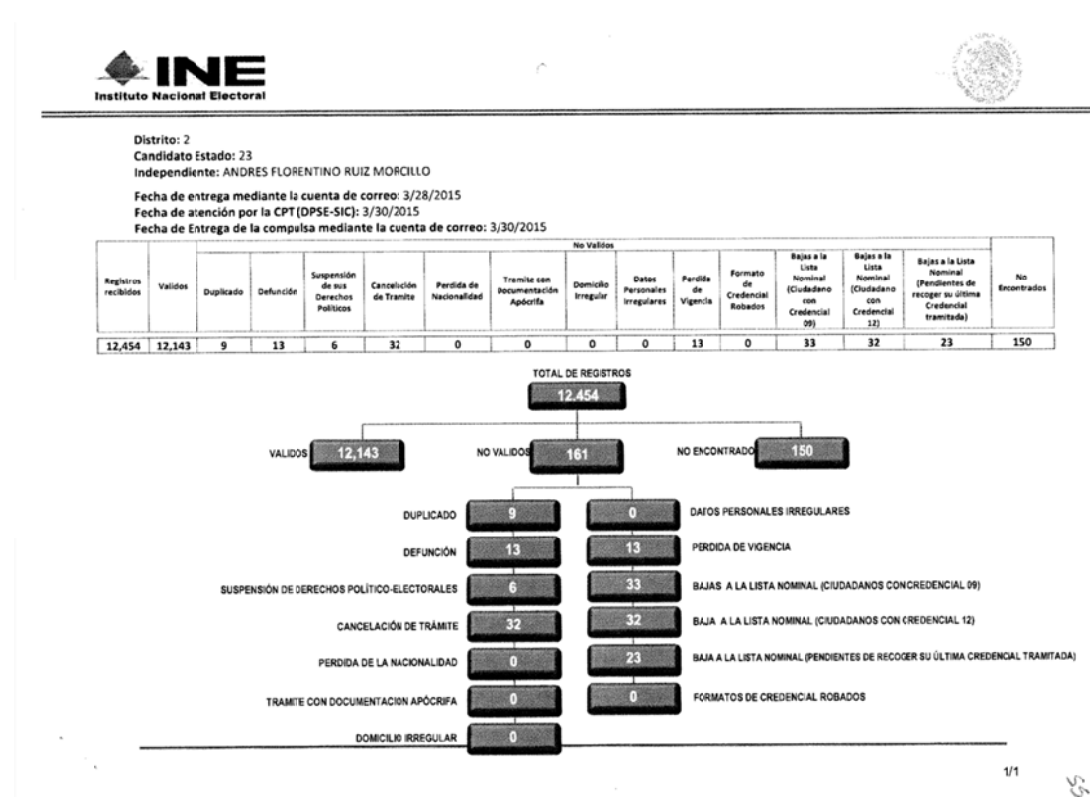 INE
Instituto Nacional Electoral
Distrito: 2
Candidato Estado: 23
Independiente: ANDRES FLORENTINO RUIZ MORCILLO
Fecha de entrega mediante la cuenta de correo: 3/28/2015
Fecha de atención por la CPT(DPSE-SIC): 3/30/2015
Fecha de Entrega de la compulsa mediante la cuenta de correo: 3/30/2015
No Validos
Registros recibidos Validos Duplicado Defunción Suspensión de sus Derechos Políticos Cancelución de Tramite Perdida de Nacionalidad Tramite con Documentación Apócrifa Domicilio Irregular Datos Personales Irregulares Perdida de Vigencia Formato de Credencial Robados Bajas a la Lista Nominal (Ciudadano con Credencial 09) Bajas a la Lista Nominal (Ciudadano con Credencial 12) Bajas a la Lista Nominal (Pendientes de recoger su última Credencial tramitada) No Encontrados
12,454 12,143 9 13 6 32 0 0 0 0 13 0 33 32 23 150
TOTAL DE REGISTROS
12,454
VALIDOS 12,143 NO VALIDOS 161 NO ENCONTRADO 150
DUPLICADO 9 0 DATOS PERSONALES IRREGULARES
DEFUNCIÓN 13 13 PERDIDA DE VIGENCIA
SUSPENSIÓN DE DERECHOS POLÍTICO-ELECTORALES 6 33 BAJAS A LA LISTA NOMINAL (CIUDADANOS CON CREDENCIAL 09)
CANCELACIÓN DE TRÁMITE 32 32 BAJA A LA LISTA NOMINAL (CIUDADANOS CON CREDENCIAL 12)
PERDIDA DE LA NACIONALIDAD 0 23 BAJA A LA LISTA NOMINAL (PENDIENTES DE RECOGER SU ÚLTIMA CREDENCIAL TRAMITADA)
TRAMITE CON DOCUMENTACION APÓCRIFA 0 0 FORMATOS DE CREDENCIAL ROBADOS
DOMICILIO IRREGULAR 0
1/1